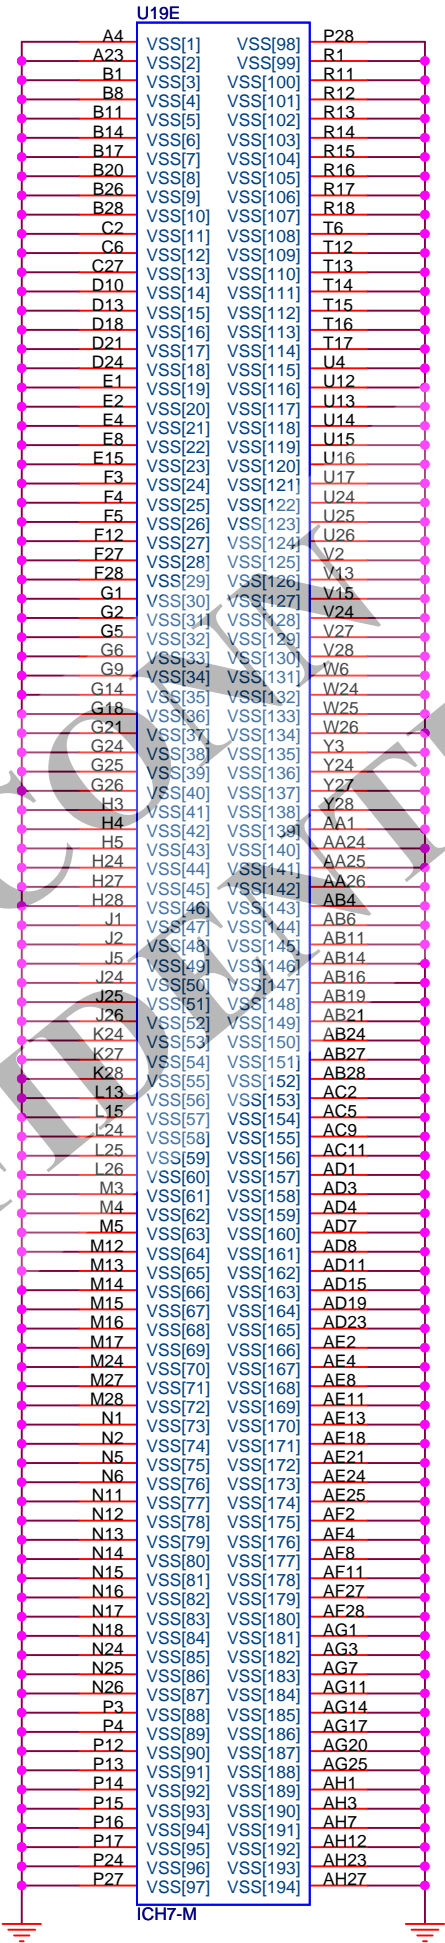 U19E
A4 VSS[1] VSS[98] P28
A23 VSS[2] VSS[99] R1
B1 VSS[3] VSS[100] R11
B8 VSS[4] VSS[101] R12
B11 VSS[5] VSS[102] R13
B14 VSS[6] VSS[103] R14
B17 VSS[7] VSS[104] R15
B20 VSS[8] VSS[105] R16
B26 VSS[9] VSS[106] R17
B28 VSS[10] VSS[107] R18
C2 VSS[11] VSS[108] T6
C6 VSS[12] VSS[109] T12
C27 VSS[13] VSS[110] T13
D10 VSS[14] VSS[111] T14
D13 VSS[15] VSS[112] T15
D18 VSS[16] VSS[113] T16
D21 VSS[17] VSS[114] T17
D24 VSS[18] VSS[115] U4
E1 VSS[19] VSS[116] U12
E2 VSS[20] VSS[117] U13
E4 VSS[21] VSS[118] U14
E8 VSS[22] VSS[119] U15
E15 VSS[23] VSS[120] U16
F3 VSS[24] VSS[121] U17
F4 VSS[25] VSS[122] U24
F5 VSS[26] VSS[123] U25
F12 VSS[27] VSS[124] U26
F27 VSS[28] VSS[125] V2
F28 VSS[29] VSS[126] V13
G1 VSS[30] VSS[127] V15
G2 VSS[31] VSS[128] V24
G5 VSS[32] VSS[129] V27
G6 VSS[33] VSS[130] V28
G9 VSS[34] VSS[131] W6
G14 VSS[35] VSS[132] W24
G18 VSS[36] VSS[133] W25
G21 VSS[37] VSS[134] W26
G24 VSS[38] VSS[135] Y3
G25 VSS[39] VSS[136] Y24
G26 VSS[40] VSS[137] Y27
H3 VSS[41] VSS[138] Y28
H4 VSS[42] VSS[139] AA1
H5 VSS[43] VSS[140] AA24
H24 VSS[44] VSS[141] AA25
H27 VSS[45] VSS[142] AA26
H28 VSS[46] VSS[143] AB4
J1 VSS[47] VSS[144] AB6
J2 VSS[48] VSS[145] AB11
J5 VSS[49] VSS[146] AB14
J24 VSS[50] VSS[147] AB16
J25 VSS[51] VSS[148] AB19
J26 VSS[52] VSS[149] AB21
K24 VSS[53] VSS[150] AB24
K27 VSS[54] VSS[151] AB27
K28 VSS[55] VSS[152] AB28
L13 VSS[56] VSS[153] AC2
L15 VSS[57] VSS[154] AC5
L24 VSS[58] VSS[155] AC9
L25 VSS[59] VSS[156] AC11
L26 VSS[60] VSS[157] AD1
M3 VSS[61] VSS[158] AD3
M4 VSS[62] VSS[159] AD4
M5 VSS[63] VSS[160] AD7
M12 VSS[64] VSS[161] AD8
M13 VSS[65] VSS[162] AD11
M14 VSS[66] VSS[163] AD15
M15 VSS[67] VSS[164] AD19
M16 VSS[68] VSS[165] AD23
M17 VSS[69] VSS[166] AE2
M24 VSS[70] VSS[167] AE4
M27 VSS[71] VSS[168] AE8
M28 VSS[72] VSS[169] AE11
N1 VSS[73] VSS[170] AE13
N2 VSS[74] VSS[171] AE18
N5 VSS[75] VSS[172] AE21
N6 VSS[76] VSS[173] AE24
N11 VSS[77] VSS[174] AE25
N12 VSS[78] VSS[175] AF2
N13 VSS[79] VSS[176] AF4
N14 VSS[80] VSS[177] AF8
N15 VSS[81] VSS[178] AF11
N16 VSS[82] VSS[179] AF27
N17 VSS[83] VSS[180] AF28
N18 VSS[84] VSS[181] AG1
N24 VSS[85] VSS[182] AG3
N25 VSS[86] VSS[183] AG7
N26 VSS[87] VSS[184] AG11
P3 VSS[88] VSS[185] AG14
P4 VSS[89] VSS[186] AG17
P12 VSS[90] VSS[187] AG20
P13 VSS[91] VSS[188] AG25
P14 VSS[92] VSS[189] AH1
P15 VSS[93] VSS[190] AH3
P16 VSS[94] VSS[191] AH7
P17 VSS[95] VSS[192] AH12
P24 VSS[96] VSS[193] AH23
P27 VSS[97] VSS[194] AH27
ICH7-M